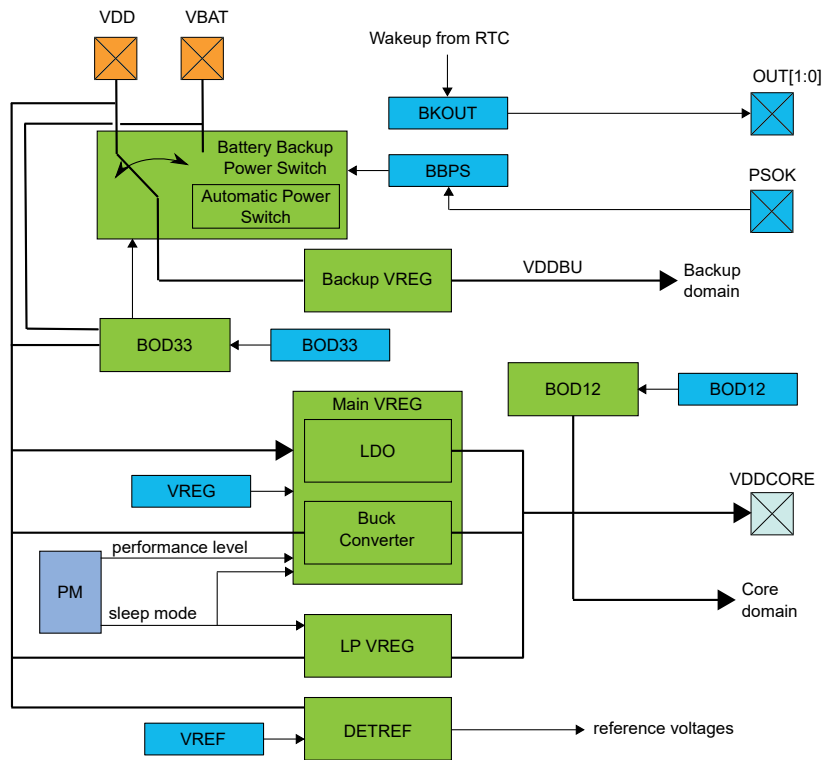 VDD
VBAT
Wakeup from RTC
OUT[1:0]
BKOUT
Battery Backup
Power Switch
BBPS
PSOK
Automatic Power
Switch
Backup VREG
VDDBU
Backup
domain
BOD33
BOD33
BOD12
BOD12
Main VREG
LDO
VREG
VDDCORE
Buck
Converter
performance level
PM
sleep mode
Core
domain
LP VREG
DETREF
VREF
reference voltages